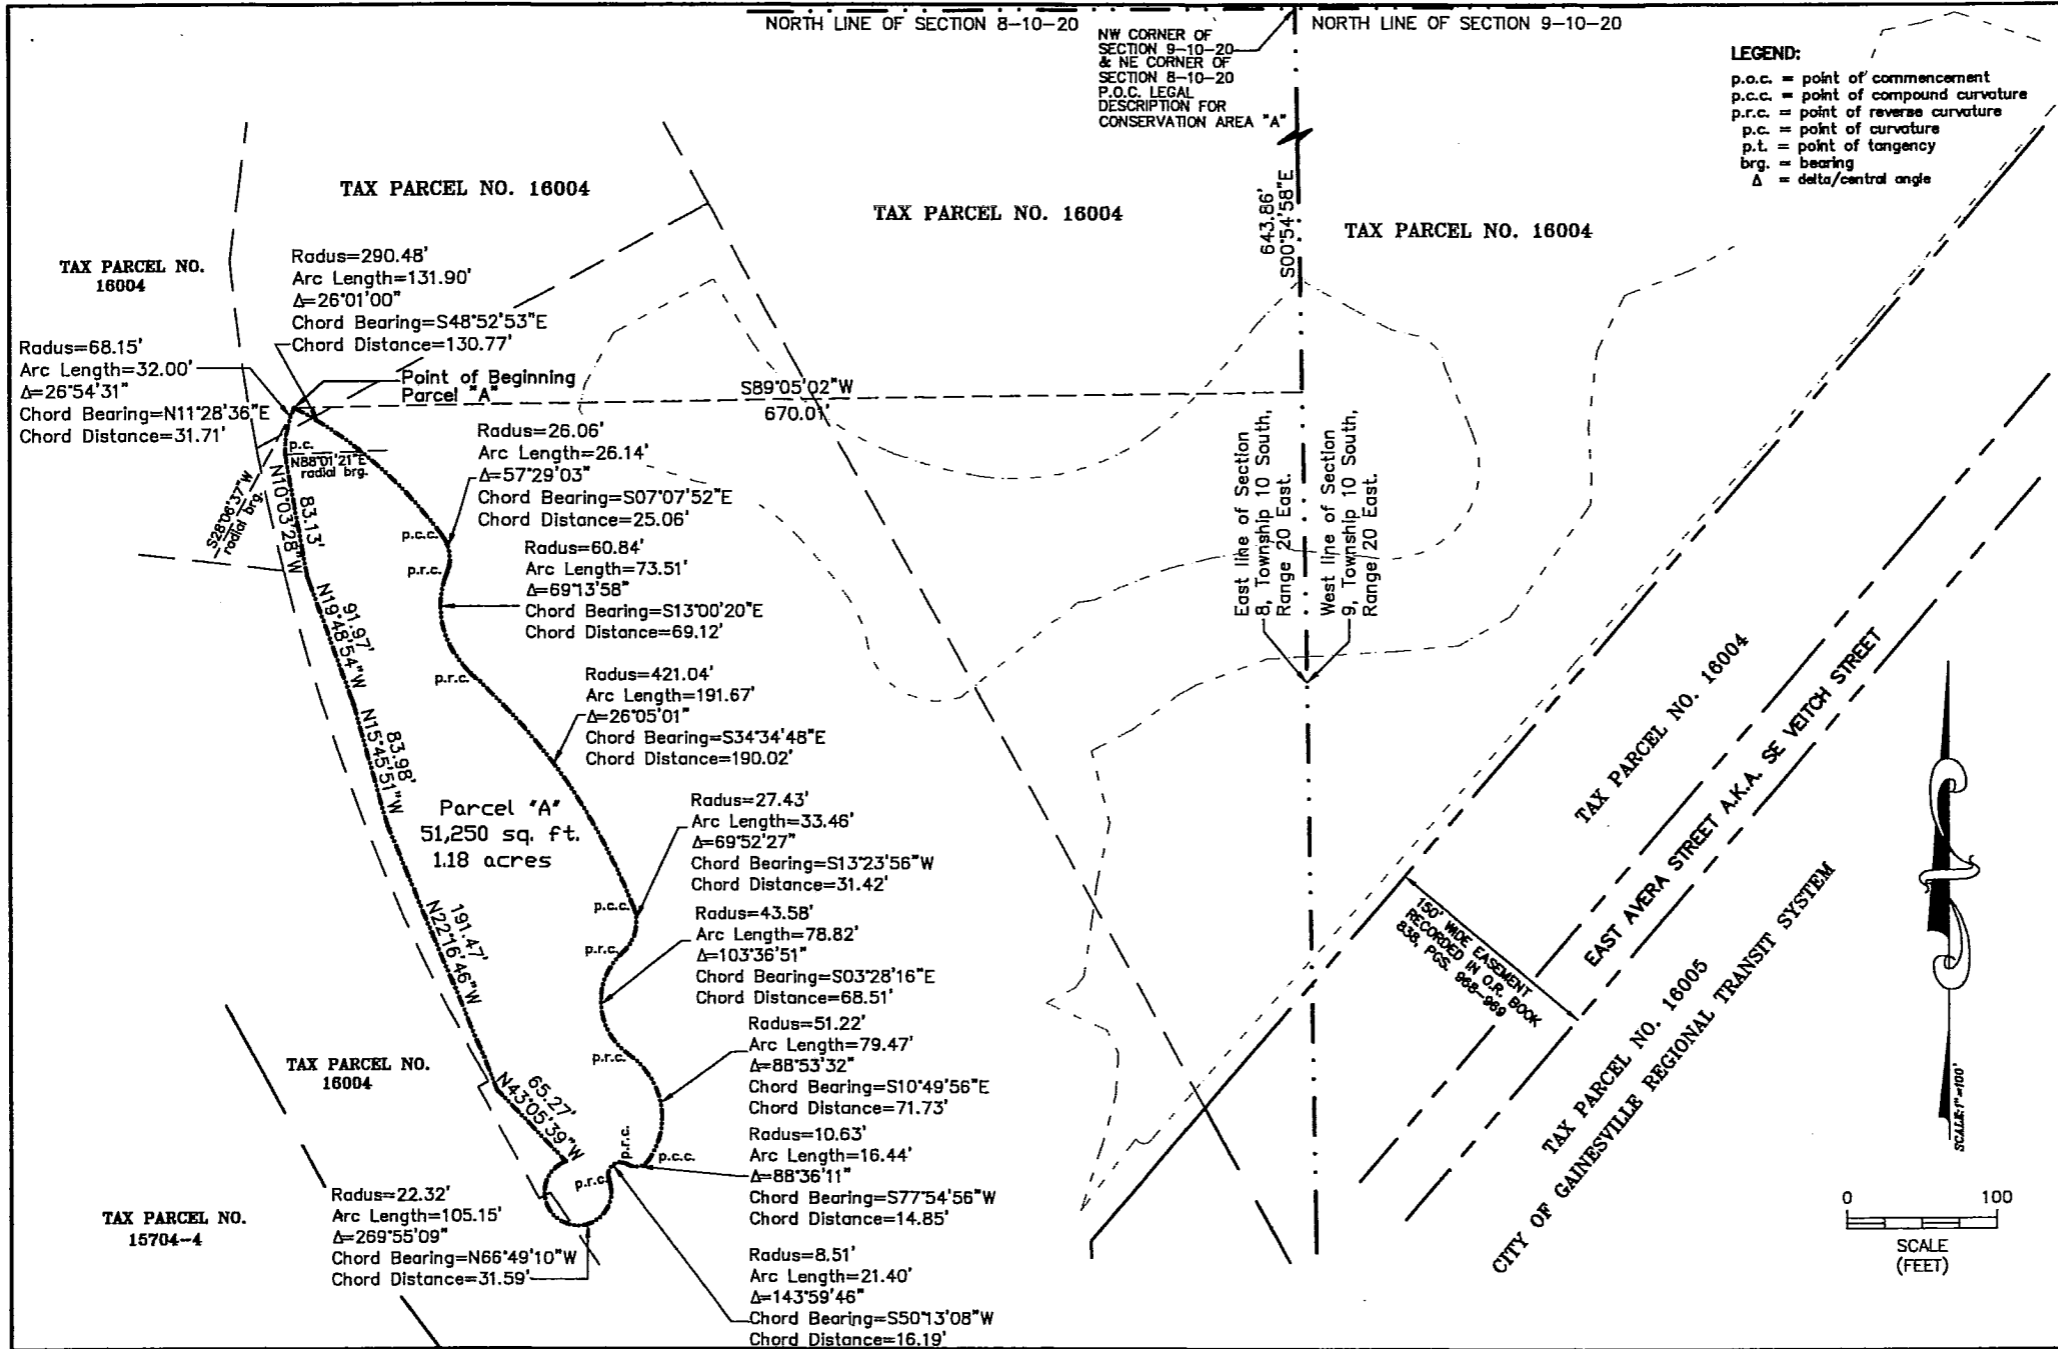 NORTH LINE OF SECTION 8-10-20
NORTH LINE OF SECTION 9-10-20
NW CORNER OF
SECTION 9-10-20
& NE CORNER OF
SECTION 8-10-20
P.O.C. LEGAL
DESCRIPTION FOR
CONSERVATION AREA "A"
LEGEND:
p.o.c. = point of commencement
p.c.c. = point of compound curvature
p.r.c. = point of reverse curvature
p.c. = point of curvature
p.t. = point of tangency
brg. = bearing
Δ = delta/central angle
TAX PARCEL NO. 16004
TAX PARCEL NO. 16004
TAX PARCEL NO. 16004
643.86'
S00°54'58"E
TAX PARCEL NO.
16004
Radius=290.48'
Arc Length=131.90'
Δ=26°01'00"
Chord Bearing=S48°52'53"E
Chord Distance=130.77'
Radius=68.15'
Arc Length=32.00'
Δ=26°54'31"
Chord Bearing=N11°28'36"E
Chord Distance=31.71'
Point of Beginning
Parcel "A"
S89°05'02"W
670.01'
p.c.
N88°01'21"E
radial brg.
S28°06'37"W
radial brg.
N10°03'28"W
83.13'
Radius=26.06'
Arc Length=26.14'
Δ=57°29'03"
Chord Bearing=S07°07'52"E
Chord Distance=25.06'
p.c.c.
p.r.c.
Radius=60.84'
Arc Length=73.51'
Δ=69°13'58"
Chord Bearing=S13°00'20"E
Chord Distance=69.12'
p.r.c.
91.97'
N19°48'54"W
East line of Section
8, Township 10 South,
Range 20 East.
West line of Section
9, Township 10 South,
Range 20 East.
Radius=421.04'
Arc Length=191.67'
Δ=26°05'01"
Chord Bearing=S34°34'48"E
Chord Distance=190.02'
83.98'
N15°45'51"W
Parcel "A"
51,250 sq. ft.
1.18 acres
Radius=27.43'
Arc Length=33.46'
Δ=69°52'27"
Chord Bearing=S13°23'56"W
Chord Distance=31.42'
p.c.c.
p.r.c.
191.47'
N22°16'46"W
Radius=43.58'
Arc Length=78.82'
Δ=103°36'51"
Chord Bearing=S03°28'16"E
Chord Distance=68.51'
p.r.c.
Radius=51.22'
Arc Length=79.47'
Δ=88°53'32"
Chord Bearing=S10°49'56"E
Chord Distance=71.73'
TAX PARCEL NO.
16004
65.27'
N43°05'39"W
p.r.c.
p.c.c.
p.r.c.
Radius=10.63'
Arc Length=16.44'
Δ=88°36'11"
Chord Bearing=S77°54'56"W
Chord Distance=14.85'
Radius=22.32'
Arc Length=105.15'
Δ=269°55'09"
Chord Bearing=N66°49'10"W
Chord Distance=31.59'
TAX PARCEL NO.
15704-4
Radius=8.51'
Arc Length=21.40'
Δ=143°59'46"
Chord Bearing=S50°13'08"W
Chord Distance=16.19'
TAX PARCEL NO. 16004
EAST AVERA STREET A.K.A. SE VEITCH STREET
150' WIDE EASEMENT
RECORDED IN O.R. BOOK
838, PGS. 968-969
TAX PARCEL NO. 16005
CITY OF GAINESVILLE REGIONAL TRANSIT SYSTEM
SCALE:1"=100'
0 100
SCALE
(FEET)